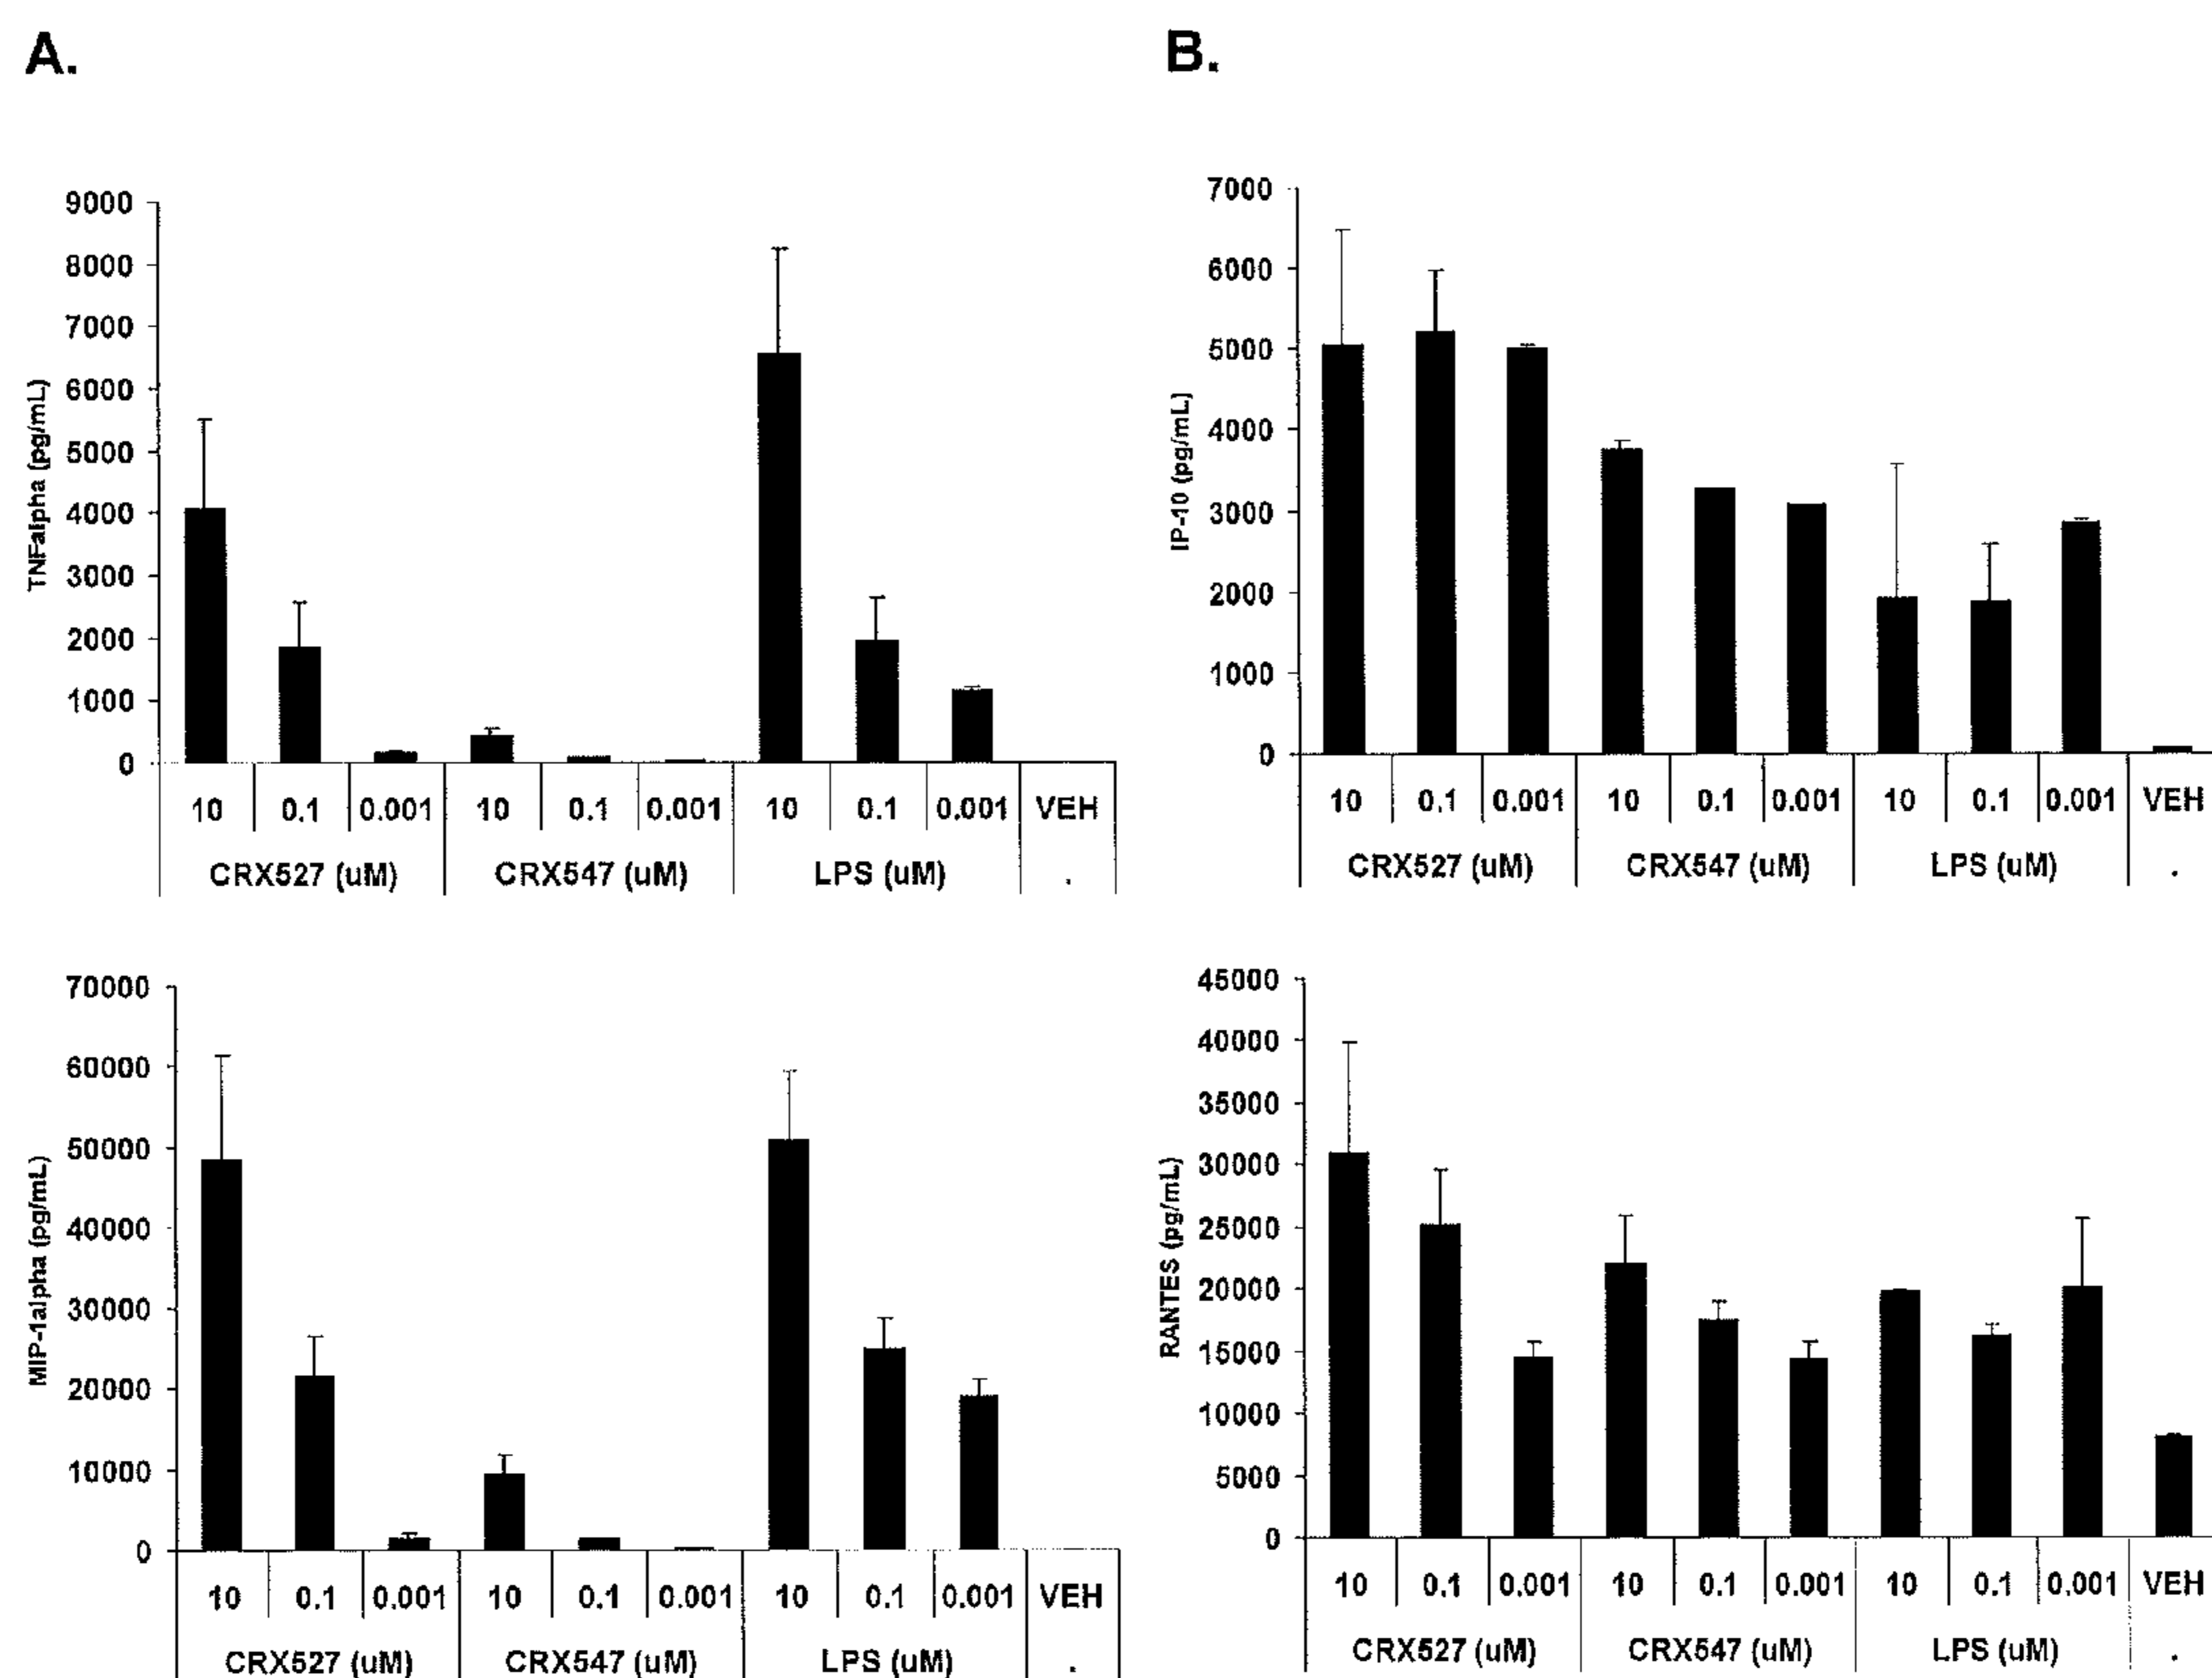 A.
B.
9000
8000
7000
6000
5000
4000
3000
2000
1000
0
TNFalpha (pg/mL)
10 0.1 0.001 10 0.1 0.001 10 0.1 0.001 VEH
CRX527 (uM) CRX547 (uM) LPS (uM) .
7000
6000
5000
4000
3000
2000
1000
0
IP-10 (pg/mL)
10 0.1 0.001 10 0.1 0.001 10 0.1 0.001 VEH
CRX527 (uM) CRX547 (uM) LPS (uM) .
70000
60000
50000
40000
30000
20000
10000
0
MIP-1alpha (pg/mL)
10 0.1 0.001 10 0.1 0.001 10 0.1 0.001 VEH
CRX527 (uM) CRX547 (uM) LPS (uM) .
45000
40000
35000
30000
25000
20000
15000
10000
5000
0
RANTES (pg/mL)
10 0.1 0.001 10 0.1 0.001 10 0.1 0.001 VEH
CRX527 (uM) CRX547 (uM) LPS (uM) .